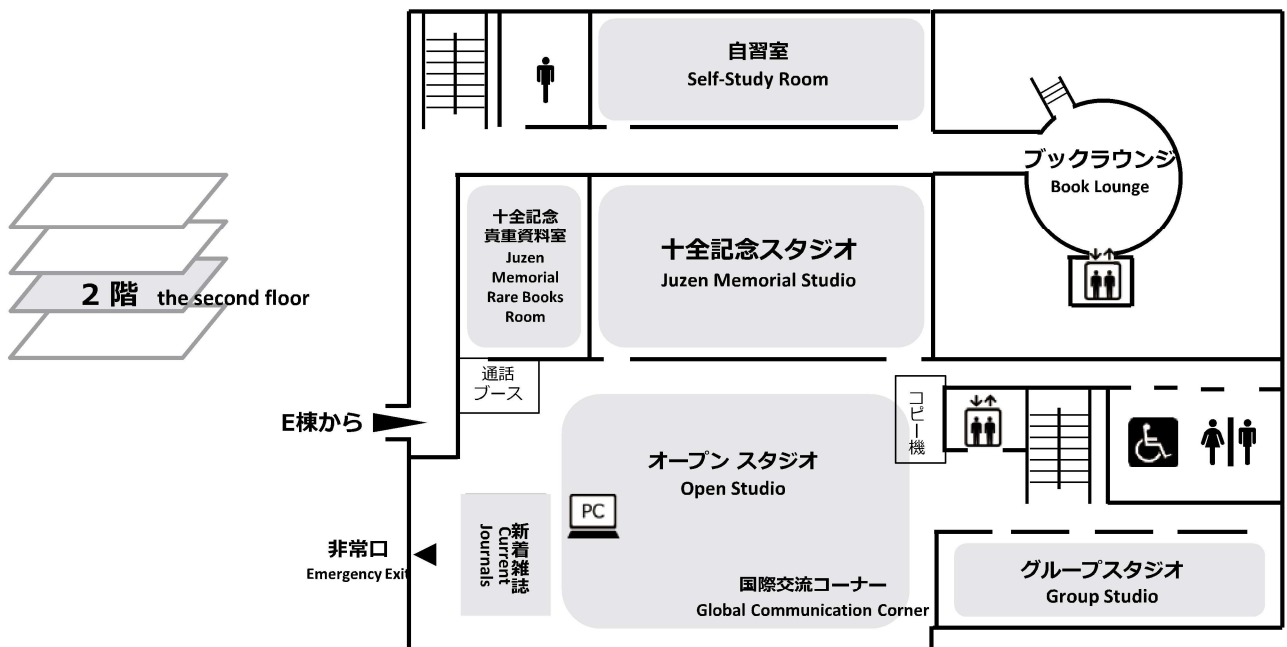 自習室
Self-Study Room
ブックラウンジ
Book Lounge
十全記念
貴重資料室
Juzen
Memorial
Rare Books
Room
十全記念スタジオ
Juzen Memorial Studio
2 階 the second floor
通話
ブース
コピー機
E棟から
オープン スタジオ
Open Studio
PC
新着雑誌
Current
Journals
非常口
Emergency Exit
国際交流コーナー
Global Communication Corner
グループスタジオ
Group Studio